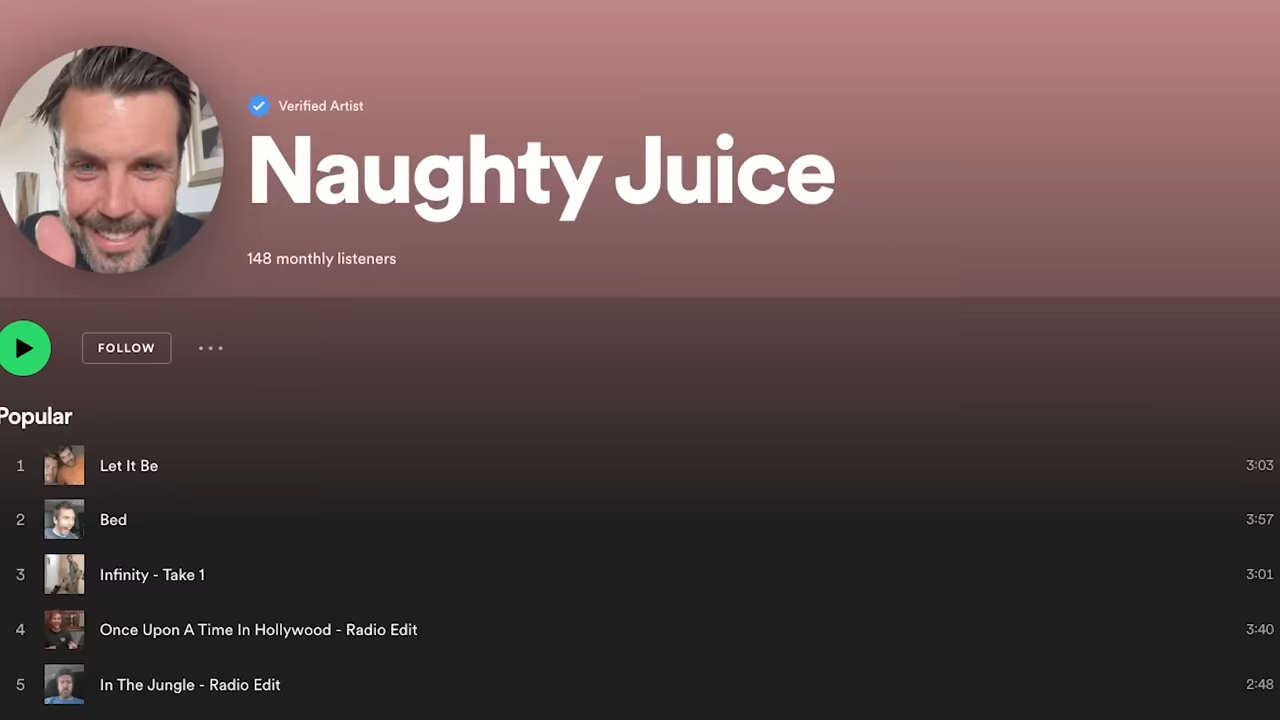 Verified Artist
Naughty Juice
148 monthly listeners
FOLLOW
Popular
1 Let It Be 3:03
2 Bed 3:57
3 Infinity - Take 1 3:01
4 Once Upon A Time In Hollywood - Radio Edit 3:40
5 In The Jungle - Radio Edit 2:48